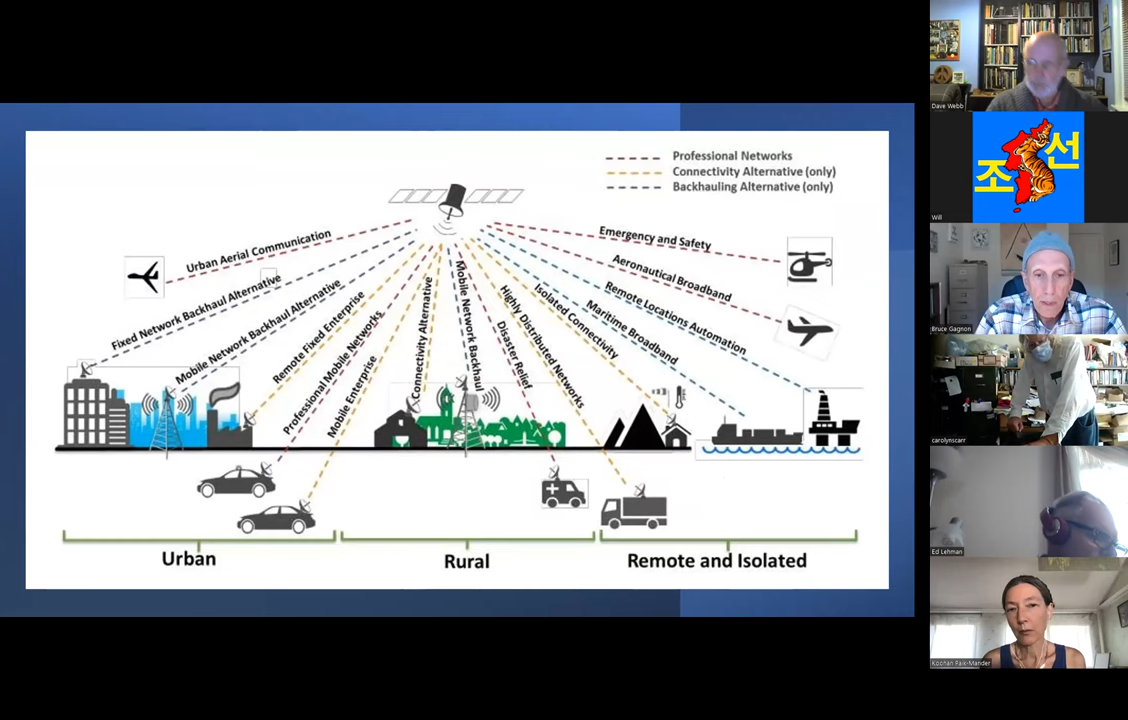 Professional Networks
Connectivity Alternative (only)
Backhauling Alternative (only)
Urban Aerial Communication
Fixed Network Backhaul Alternative
Mobile Network Backhaul Alternative
Remote Fixed Enterprise
Professional Mobile Networks
Mobile Enterprise
Connectivity Alternative
Mobile Network Backhaul
Disaster Relief
Highly Distributed Networks
Isolated Connectivity
Maritime Broadband
Remote Locations Automation
Aeronautical Broadband
Emergency and Safety
Urban
Rural
Remote and Isolated
Dave Webb
조선
Will
Bruce Gagnon
carolynscarr
Ed Lehman
Koohan Paik-Mander